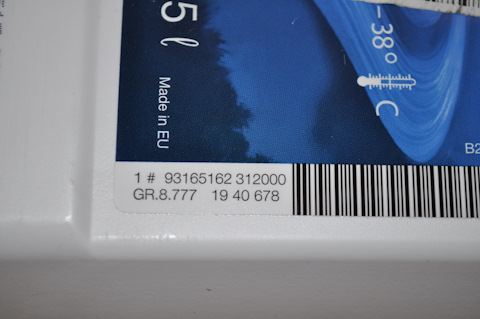 5 ℓ
-38°C
Made in EU
B2
1 # 93165162 312000
GR.8.777 19 40 678